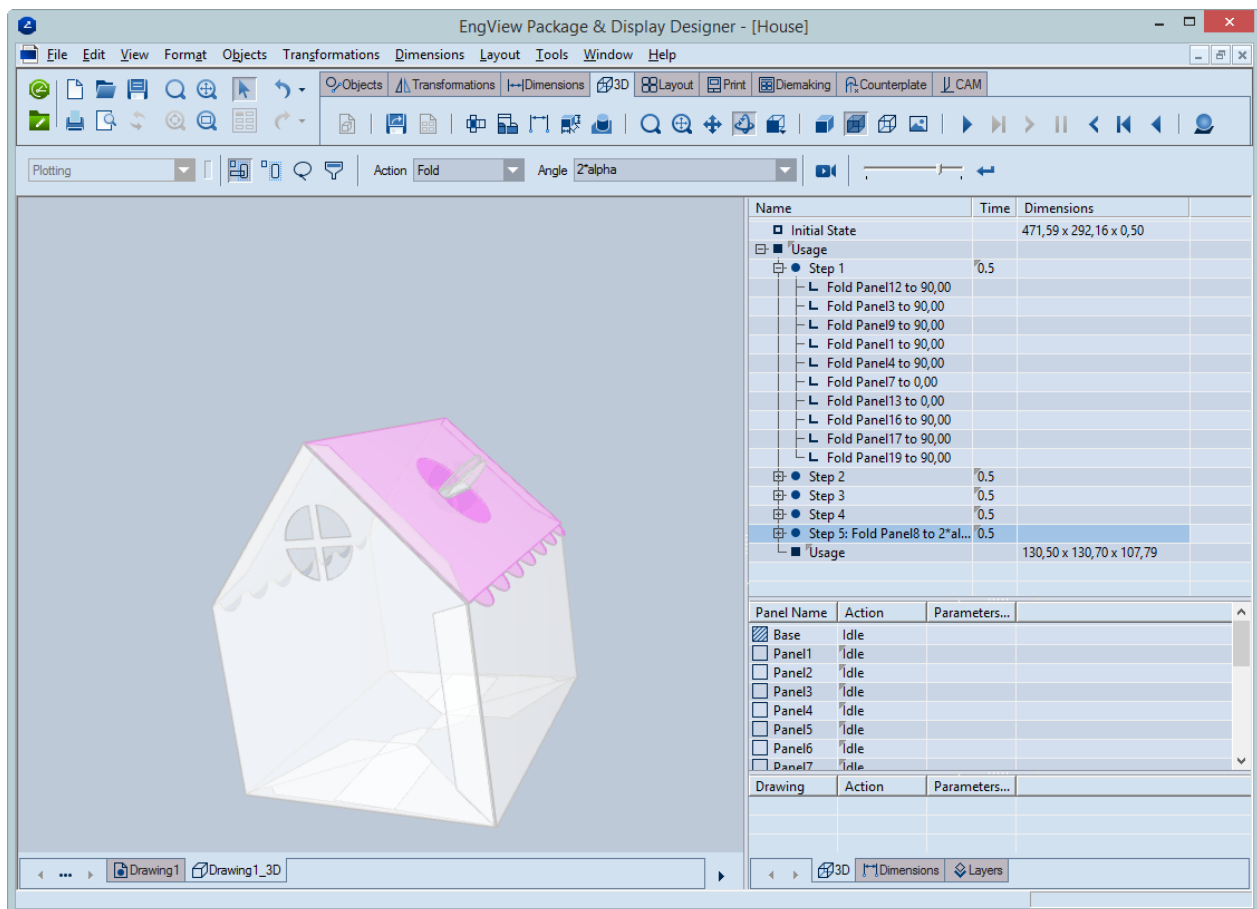 EngView Package & Display Designer - [House]
File Edit View Format Objects Transformations Dimensions Layout Tools Window Help
Objects Transformations Dimensions 3D Layout Print Diemaking Counterplate CAM
Plotting Action Fold Angle 2*alpha
Name Time Dimensions
Initial State 471,59 x 292,16 x 0,50
Usage
Step 1 0.5
Fold Panel12 to 90,00
Fold Panel3 to 90,00
Fold Panel9 to 90,00
Fold Panel1 to 90,00
Fold Panel4 to 90,00
Fold Panel7 to 0,00
Fold Panel13 to 0,00
Fold Panel16 to 90,00
Fold Panel17 to 90,00
Fold Panel19 to 90,00
Step 2 0.5
Step 3 0.5
Step 4 0.5
Step 5: Fold Panel8 to 2*al... 0.5
Usage 130,50 x 130,70 x 107,79
Panel Name Action Parameters...
Base Idle
Panel1 Idle
Panel2 Idle
Panel3 Idle
Panel4 Idle
Panel5 Idle
Panel6 Idle
Panel7 Idle
Drawing Action Parameters...
Drawing1 Drawing1_3D
3D Dimensions Layers